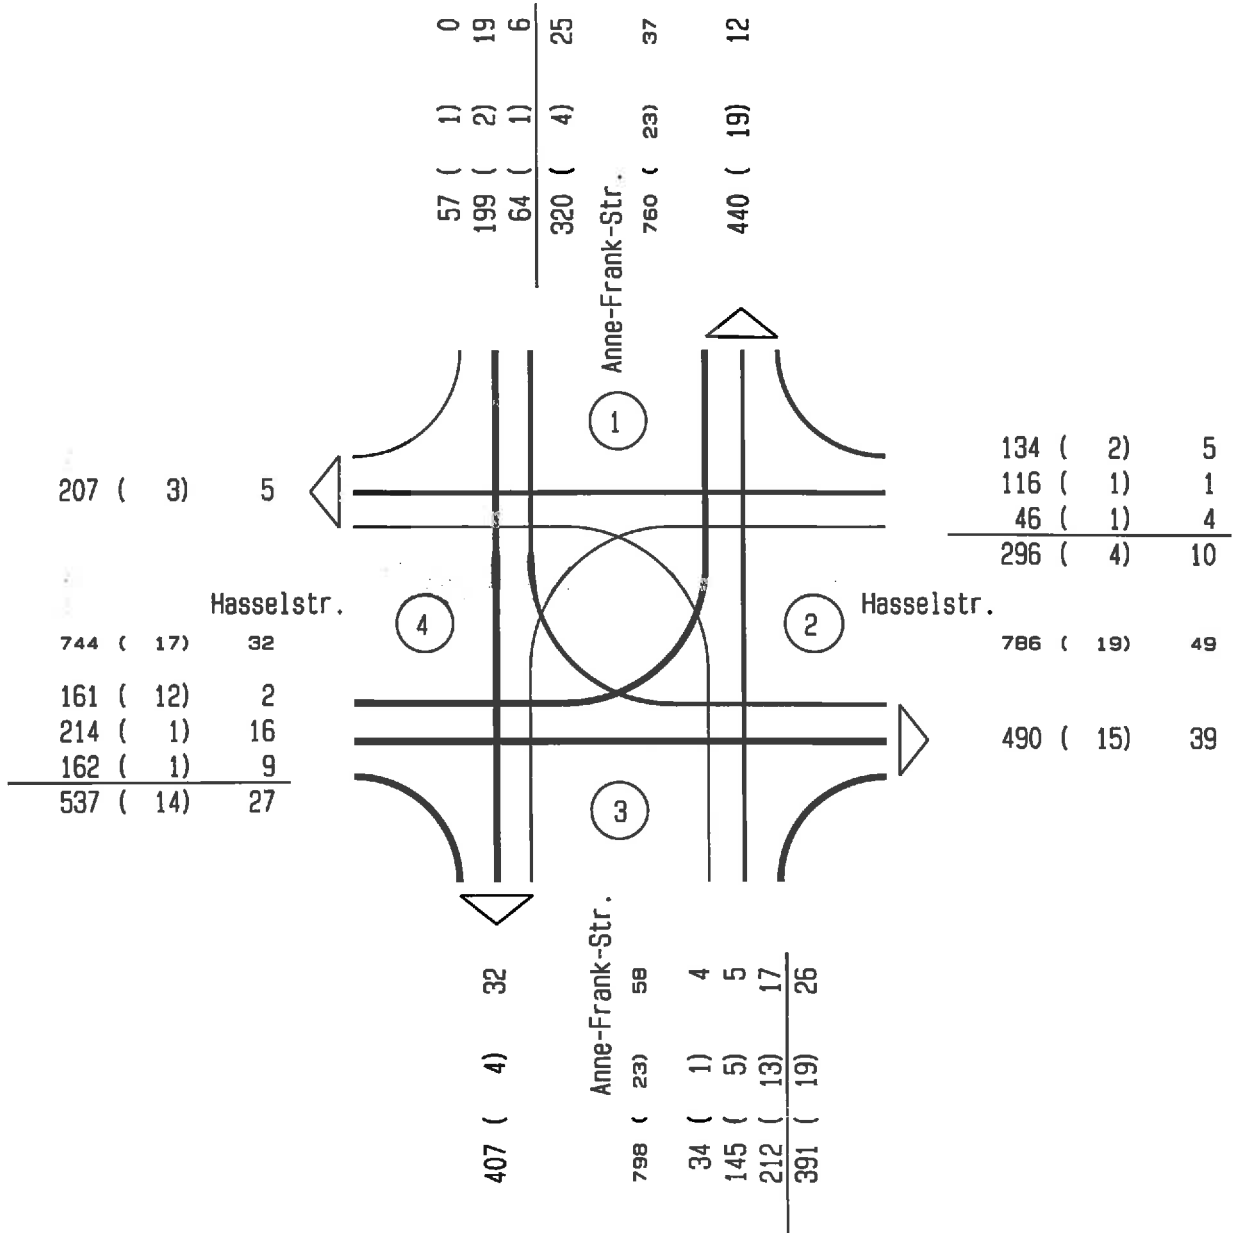 57 ( 1) 0
199 ( 2) 19
64 ( 1) 6
320 ( 4) 25
Anne-Frank-Str.
760 ( 23) 37
440 ( 19) 12
1
134 ( 2) 5
116 ( 1) 1
46 ( 1) 4
296 ( 4) 10
207 ( 3) 5
Hasselstr.
4
2
Hasselstr.
744 ( 17) 32
786 ( 19) 49
161 ( 12) 2
214 ( 1) 16
162 ( 1) 9
537 ( 14) 27
490 ( 15) 39
3
407 ( 4) 32
Anne-Frank-Str.
798 ( 23) 58
34 ( 1) 4
145 ( 5) 5
212 ( 13) 17
391 ( 19) 26